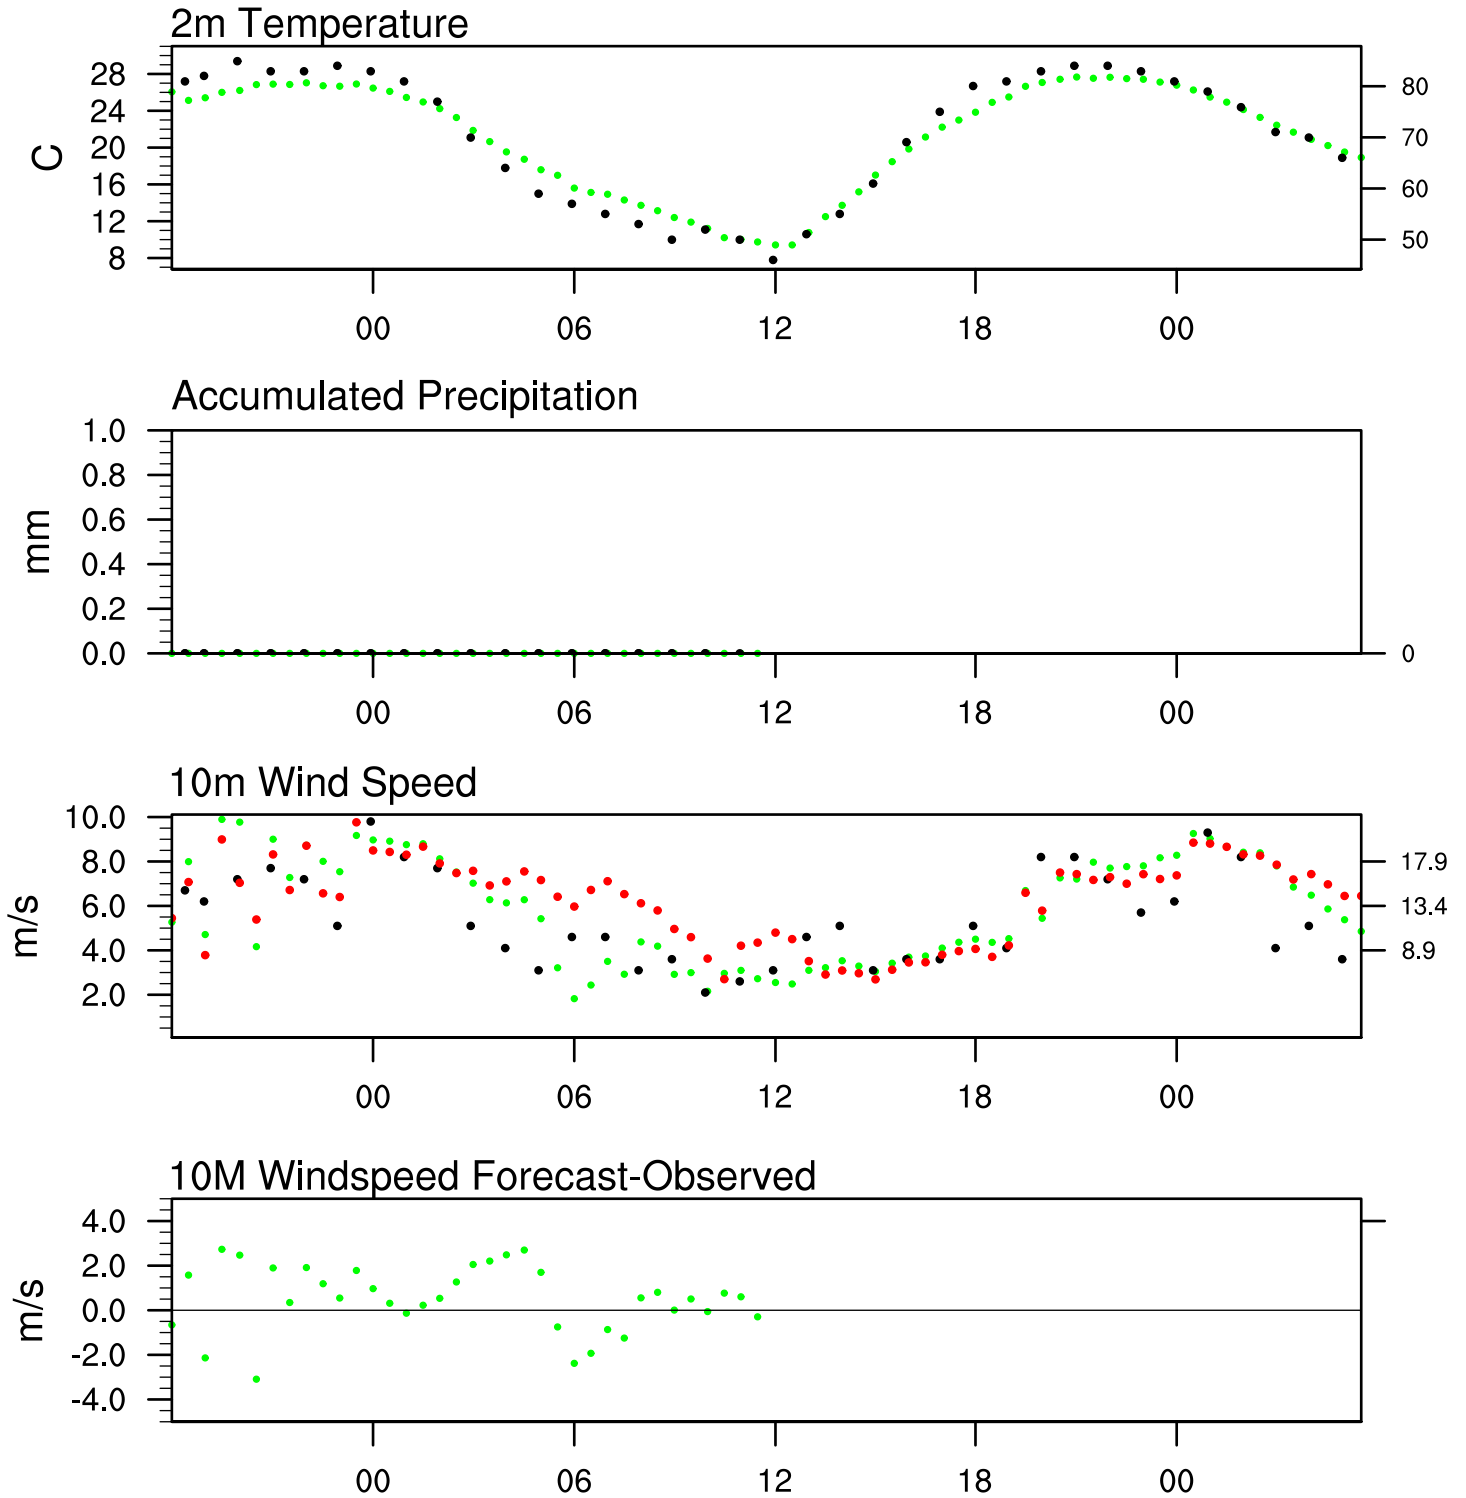 2m Temperature
28
24
20
16
12
8
C
80
70
60
50
00 06 12 18 00
Accumulated Precipitation
1.0
0.8
0.6
0.4
0.2
0.0
mm
0
00 06 12 18 00
10m Wind Speed
10.0
8.0
6.0
4.0
2.0
m/s
17.9
13.4
8.9
00 06 12 18 00
10M Windspeed Forecast-Observed
4.0
2.0
0.0
-2.0
-4.0
m/s
00 06 12 18 00